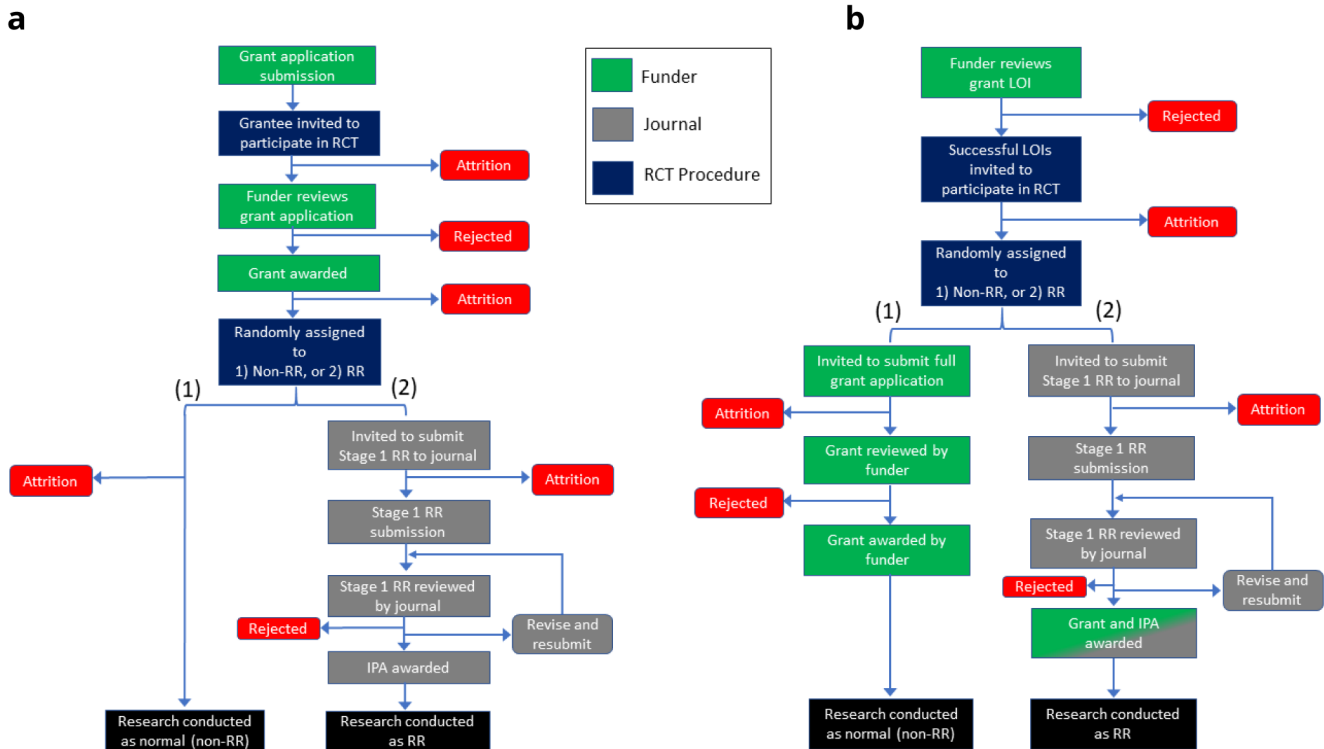 a
Grant application
submission
Grantee invited to
participate in RCT
Attrition
Funder reviews
grant application
Rejected
Grant awarded
Attrition
Randomly assigned
to
1) Non-RR, or 2) RR
(1)
(2)
Invited to submit
Stage 1 RR to journal
Attrition
Attrition
Stage 1 RR
submission
Stage 1 RR reviewed
by journal
Rejected
Revise and
resubmit
IPA awarded
Research conducted
as normal (non-RR)
Research conducted
as RR
Funder
Journal
RCT Procedure
b
Funder reviews
grant LOI
Rejected
Successful LOIs
invited to
participate in RCT
Attrition
Randomly assigned
to
1) Non-RR, or 2) RR
(1)
(2)
Invited to submit full
grant application
Invited to submit
Stage 1 RR to journal
Attrition
Attrition
Grant reviewed by
funder
Stage 1 RR
submission
Rejected
Grant awarded by
funder
Stage 1 RR reviewed
by journal
Rejected
Revise and
resubmit
Grant and IPA
awarded
Research conducted
as normal (non-RR)
Research conducted
as RR